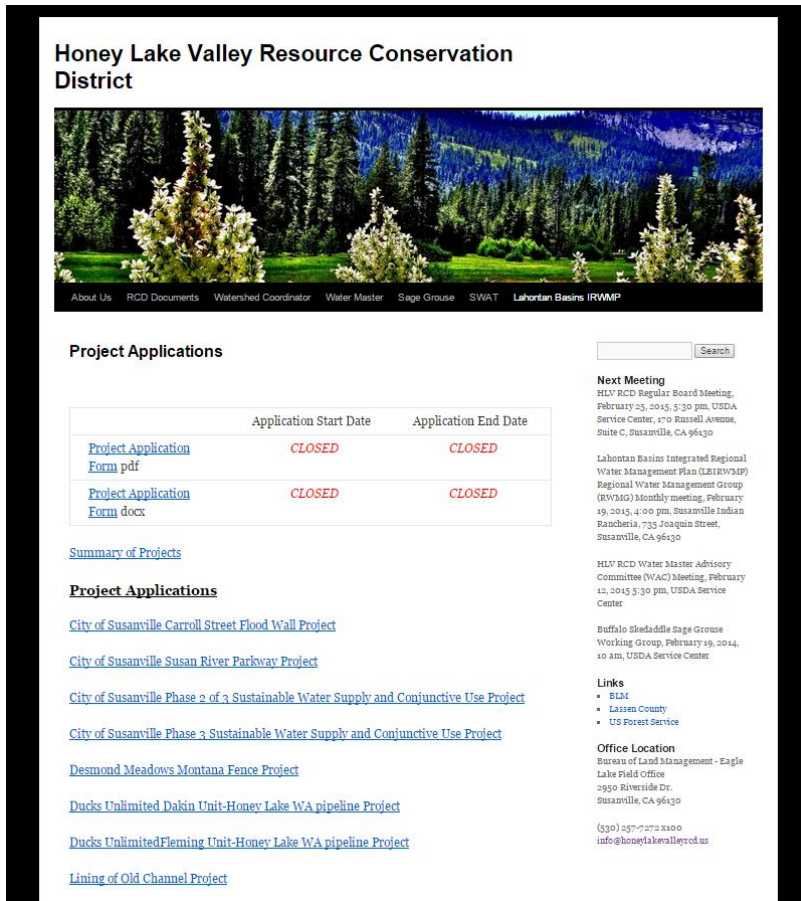 Honey Lake Valley Resource Conservation
District
About Us RCD Documents Watershed Coordinator Water Master Sage Grouse SWAT Lahontan Basins IRWMP
Project Applications
Application Start Date Application End Date
Project Application
Form pdf
CLOSED CLOSED
Project Application
Form docx
CLOSED CLOSED
Summary of Projects
Project Applications
City of Susanville Carroll Street Flood Wall Project
City of Susanville Susan River Parkway Project
City of Susanville Phase 2 of 3 Sustainable Water Supply and Conjunctive Use Project
City of Susanville Phase 3 Sustainable Water Supply and Conjunctive Use Project
Desmond Meadows Montana Fence Project
Ducks Unlimited Dakin Unit-Honey Lake WA pipeline Project
Ducks UnlimitedFleming Unit-Honey Lake WA pipeline Project
Lining of Old Channel Project
Search
Next Meeting
HLV RCD Regular Board Meeting,
February 25, 2015, 5:30 pm, USDA
Service Center, 170 Russell Avenue,
Suite C, Susanville, CA 96130
Lahontan Basins Integrated Regional
Water Management Plan (LBIRWMP)
Regional Water Management Group
(RWMG) Monthly meeting, February
19, 2015, 4:00 pm, Susanville Indian
Rancheria, 735 Joaquin Street,
Susanville, CA 96130
HLV RCD Water Master Advisory
Committee (WAC) Meeting, February
12, 2015 5:30 pm, USDA Service
Center
Buffalo Skedaddle Sage Grouse
Working Group, February 19, 2014,
10 am, USDA Service Center
Links
BLM
Lassen County
US Forest Service
Office Location
Bureau of Land Management - Eagle
Lake Field Office
2950 Riverside Dr.
Susanville, CA 96130
(530) 257-7272 x100
info@honeylakevalleyrcd.us